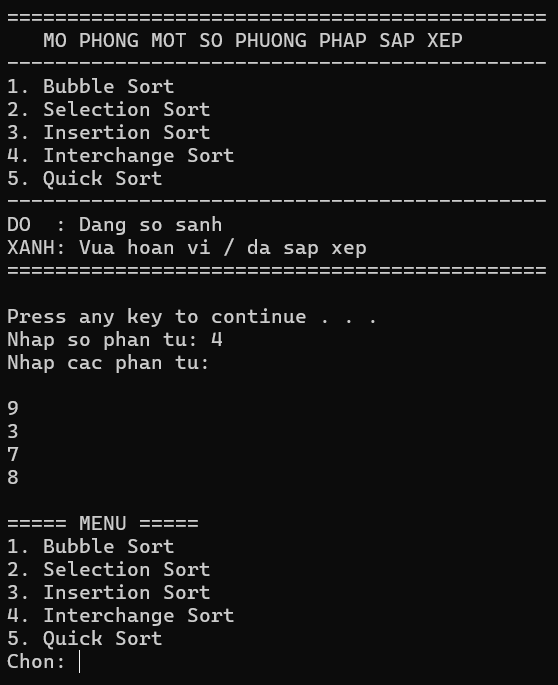 =============================================
   MO PHONG MOT SO PHUONG PHAP SAP XEP
---------------------------------------------
1. Bubble Sort
2. Selection Sort
3. Insertion Sort
4. Interchange Sort
5. Quick Sort
---------------------------------------------
DO  : Dang so sanh
XANH: Vua hoan vi / da sap xep
=============================================

Press any key to continue . . .
Nhap so phan tu: 4
Nhap cac phan tu:

9
3
7
8

===== MENU =====
1. Bubble Sort
2. Selection Sort
3. Insertion Sort
4. Interchange Sort
5. Quick Sort
Chon: